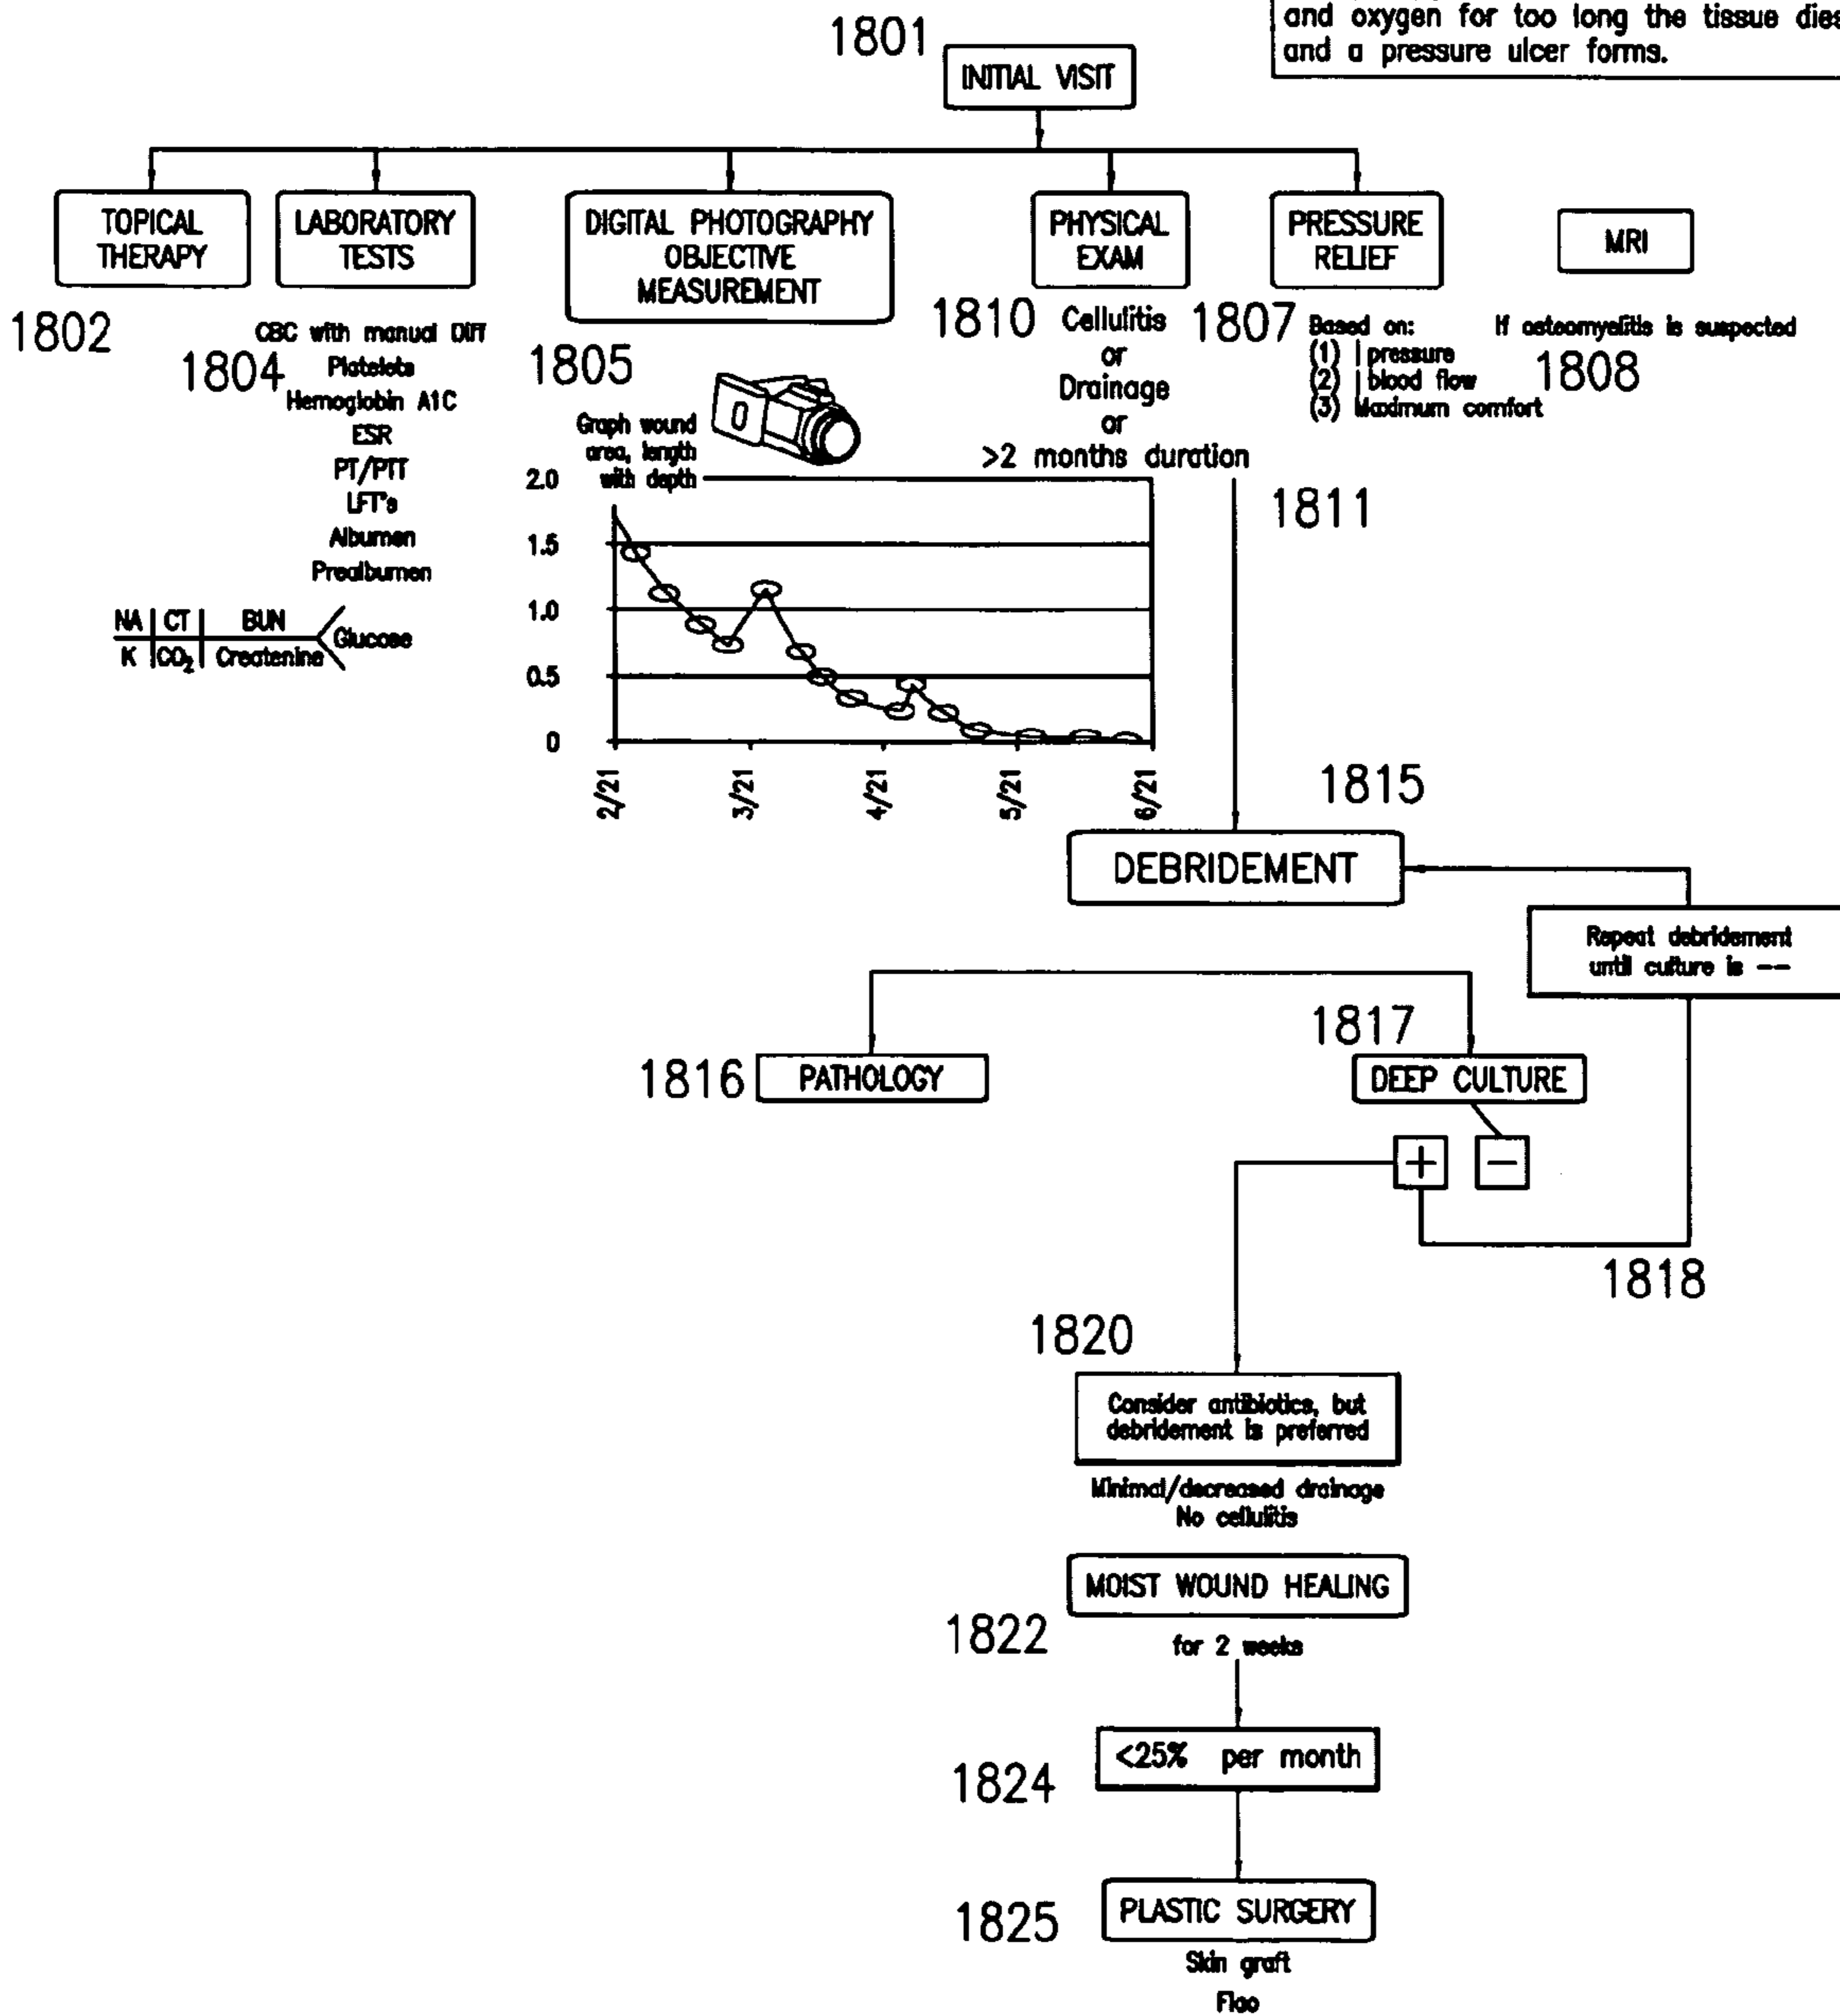 and oxygen for too long the tissue dies
and a pressure ulcer forms.
1801
INITIAL VISIT
TOPICAL
THERAPY
LABORATORY
TESTS
DIGITAL PHOTOGRAPHY
OBJECTIVE
MEASUREMENT
PHYSICAL
EXAM
PRESSURE
RELIEF
MRI
1802
1804
CBC with manual Diff
Platelets
Hemoglobin A1C
ESR
PT/PTT
LFT's
Albumen
Prealbumen
NA CT BUN
Glucose
K CO2 Createnine
1805
Graph wound
area, length
with depth
2.0
1.5
1.0
0.5
0
2/21
3/21
4/21
5/21
6/21
1810
Cellulitis
or
Drainage
or
>2 months duration
1807
Based on:
(1) | pressure
(2) | blood flow
(3) Maximum comfort
If osteomyelitis is suspected
1808
1811
1815
DEBRIDEMENT
Repeat debridement
until culture is --
1816
PATHOLOGY
1817
DEEP CULTURE
+ −
1818
1820
Consider antibiotics, but
debridement is preferred
Minimal/decreased drainage
No cellulitis
MOIST WOUND HEALING
1822
for 2 weeks
<25% per month
1824
PLASTIC SURGERY
1825
Skin graft